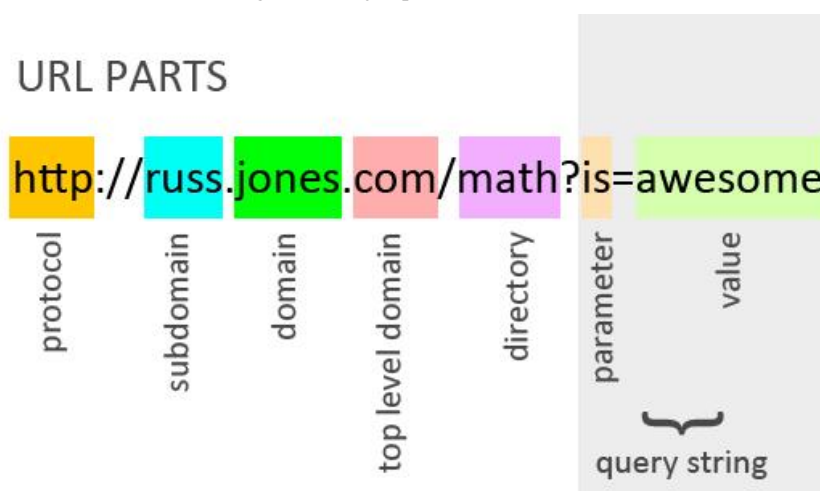 URL PARTS
http://russ.jones.com/math?is=awesome
protocol
subdomain
domain
top level domain
directory
parameter
value
query string